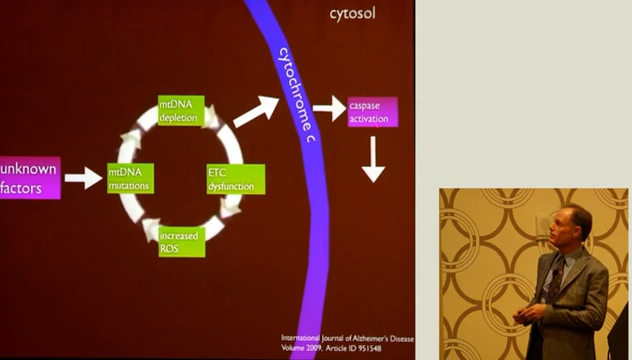 cytosol
cytochrome c
mtDNA
depletion
caspase
activation
unknown
factors
mtDNA
mutations
ETC
dysfunction
increased
ROS
International Journal of Alzheimer's Disease
Volume 2009, Article ID 951548